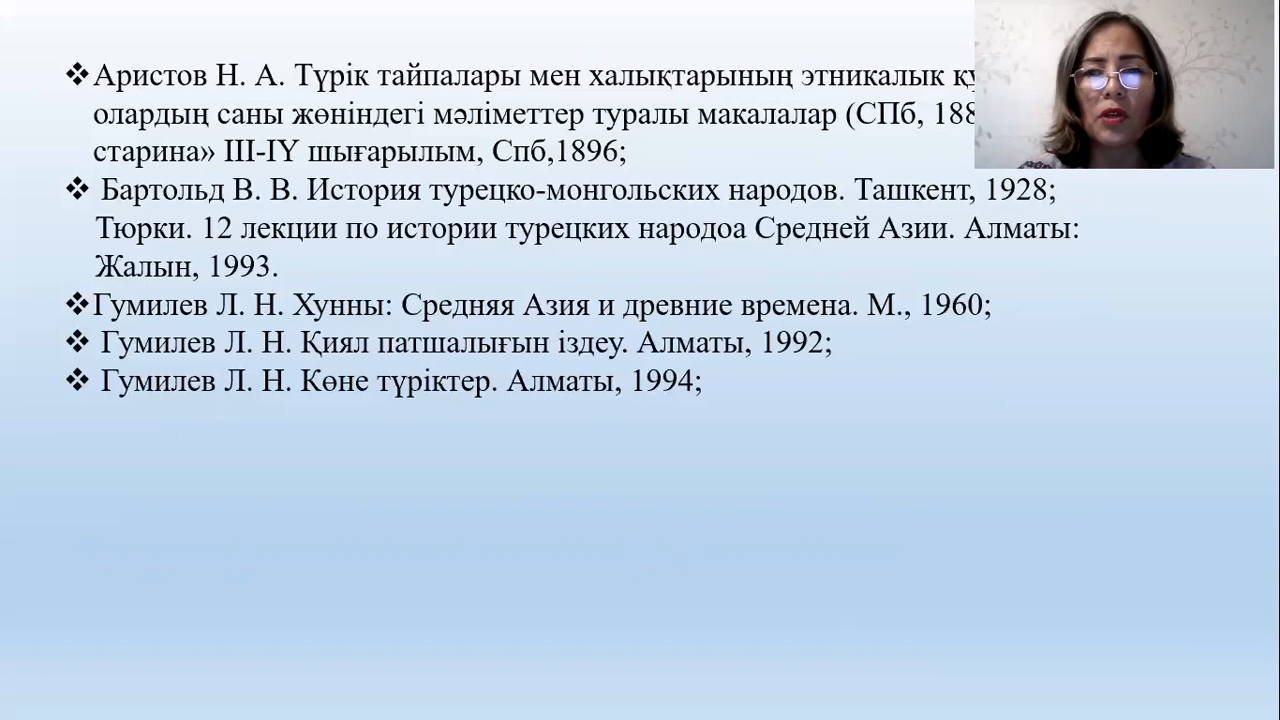 ❖Аристов Н. А. Түрік тайпалары мен халықтарының этникалык
олардың саны жөніндегі мәліметтер туралы макалалар (СПб, 188
старина» III-IY шығарылым, Спб,1896;
❖ Бартольд В. В. История турецко-монгольских народов. Ташкент, 1928;
Тюрки. 12 лекции по истории турецких народоа Средней Азии. Алматы:
Жалын, 1993.
❖Гумилев Л. Н. Хунны: Средняя Азия и древние времена. М., 1960;
❖ Гумилев Л. Н. Қиял патшалығын іздеу. Алматы, 1992;
❖ Гумилев Л. Н. Көне түріктер. Алматы, 1994;